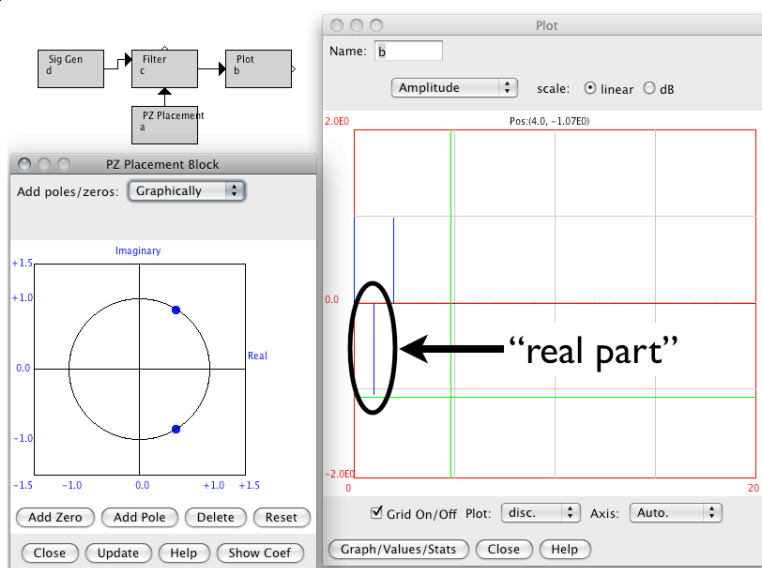 Sig Gen
d
Filter
c
Plot
b
PZ Placement
a
PZ Placement Block
Add poles/zeros: Graphically
Imaginary
+1.5
+1.0
0.0
-1.0
Real
-1.5 -1.0 0.0 +1.0 +1.5
Add Zero Add Pole Delete Reset
Close Update Help Show Coef
Plot
Name: b
Amplitude scale: linear dB
2.0E0 Pos:(4.0, -1.07E0)
0.0
"real part"
-2.0E0
0 20
Grid On/Off Plot: disc. Axis: Auto.
Graph/Values/Stats Close Help